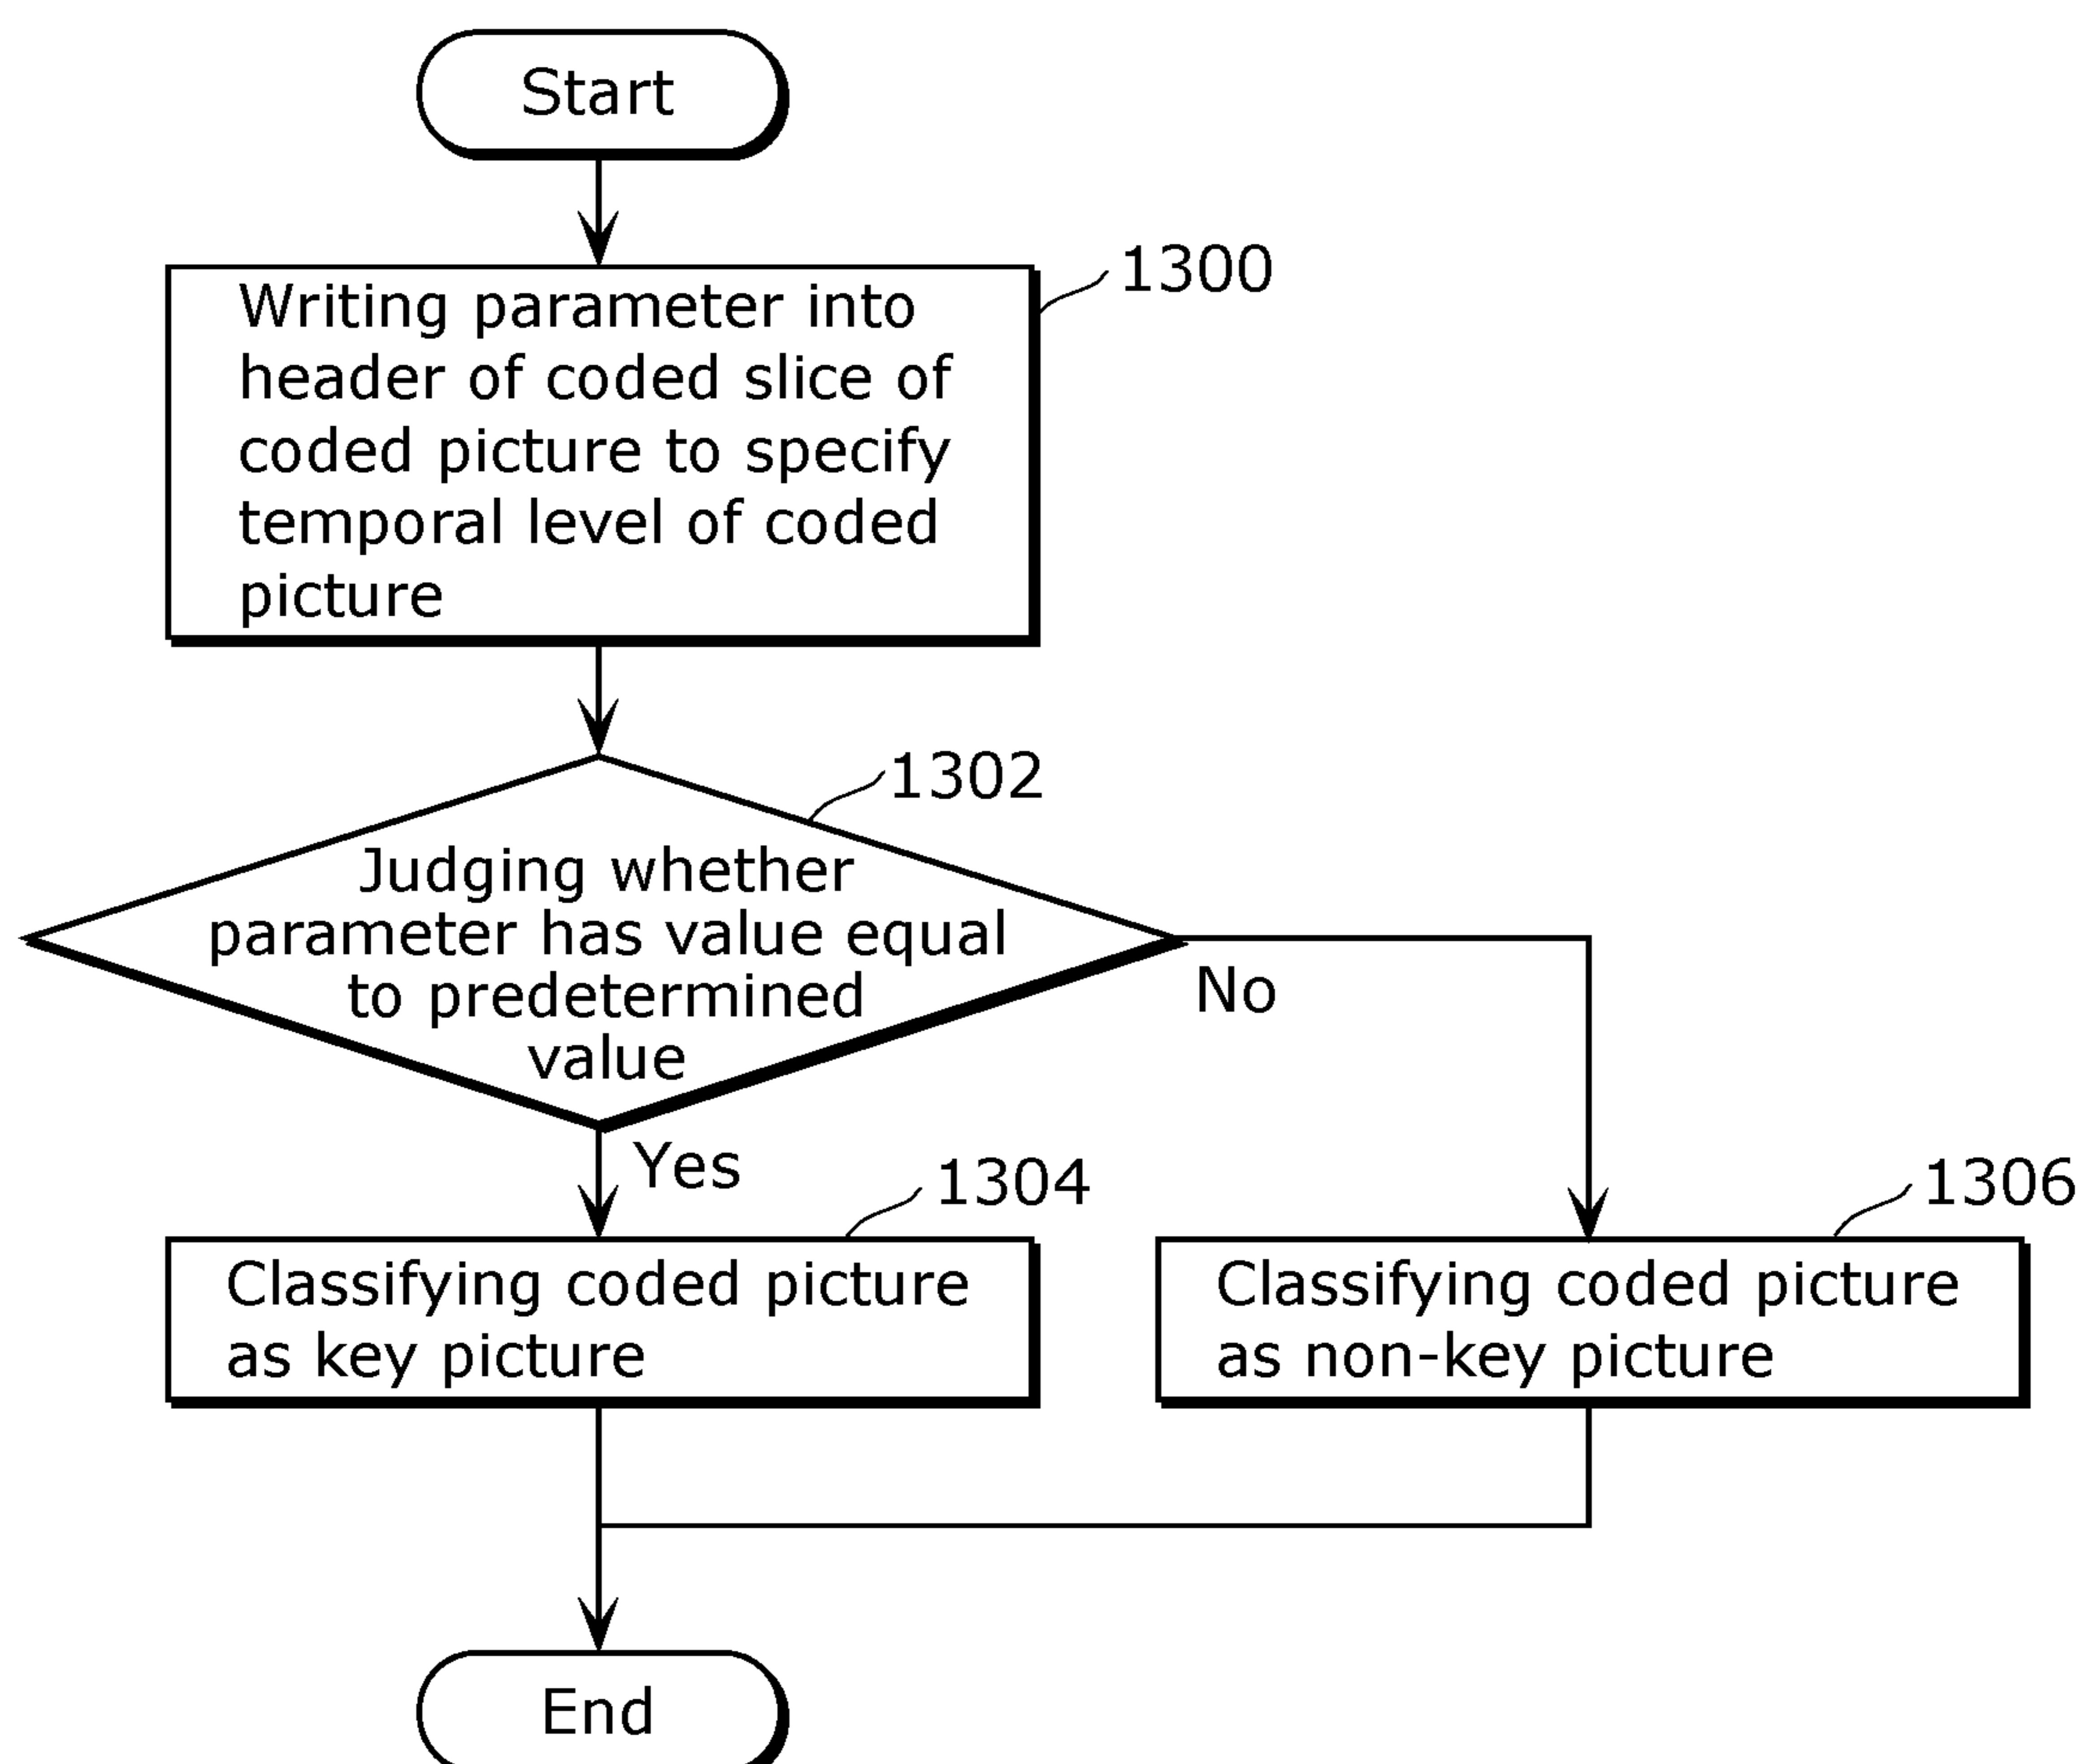 Start
1300
Writing parameter into
header of coded slice of
coded picture to specify
temporal level of coded
picture
1302
Judging whether
parameter has value equal
to predetermined
value
No
Yes
1304
Classifying coded picture
as key picture
1306
Classifying coded picture
as non-key picture
End